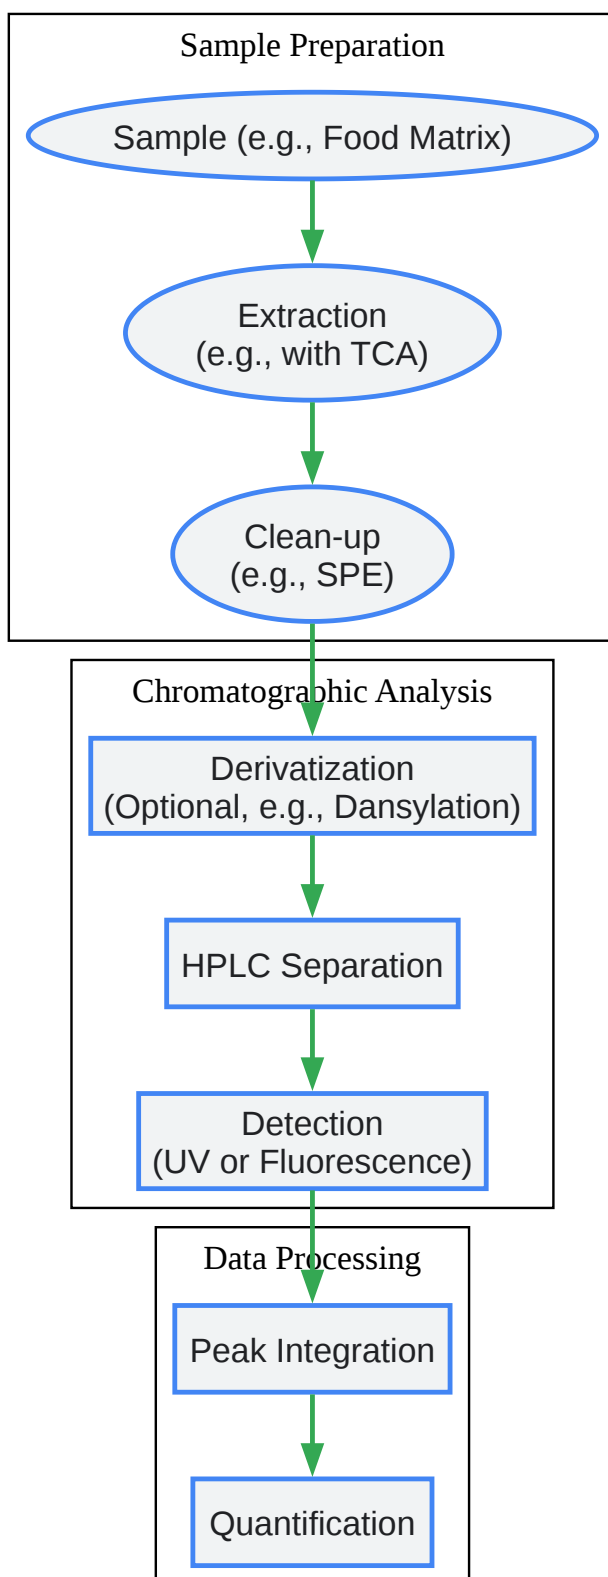 Sample Preparation
Sample (e.g., Food Matrix)
Extraction
(e.g., with TCA)
Clean-up
(e.g., SPE)
Chromatographic Analysis
Derivatization
(Optional, e.g., Dansylation)
HPLC Separation
Detection
(UV or Fluorescence)
Data Processing
Peak Integration
Quantification